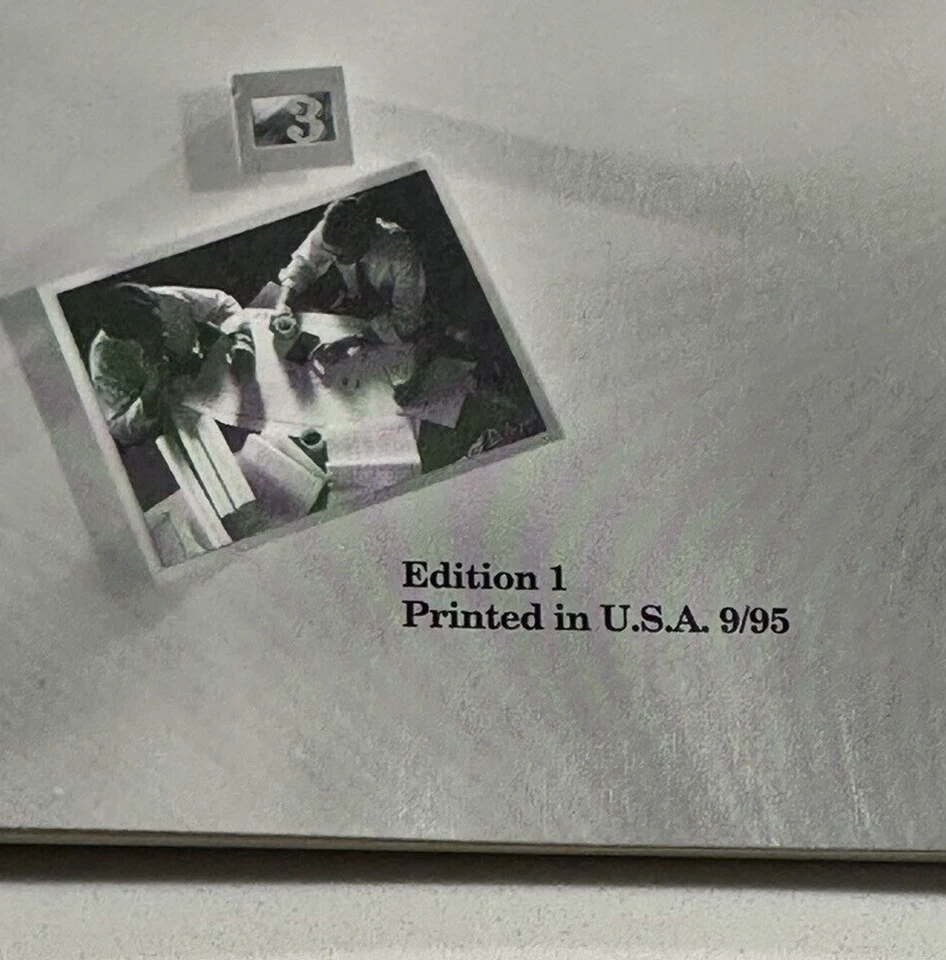 3
Edition 1
Printed in U.S.A. 9/95